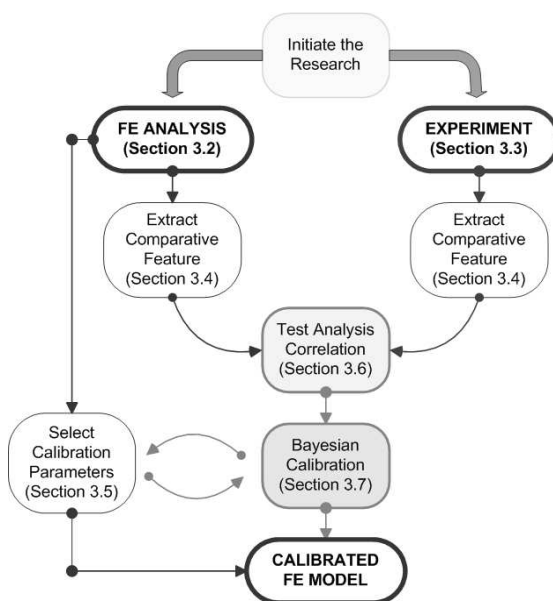 Initiate the
Research
FE ANALYSIS
(Section 3.2)
EXPERIMENT
(Section 3.3)
Extract
Comparative
Feature
(Section 3.4)
Extract
Comparative
Feature
(Section 3.4)
Test Analysis
Correlation
(Section 3.6)
Select
Calibration
Parameters
(Section 3.5)
Bayesian
Calibration
(Section 3.7)
CALIBRATED
FE MODEL